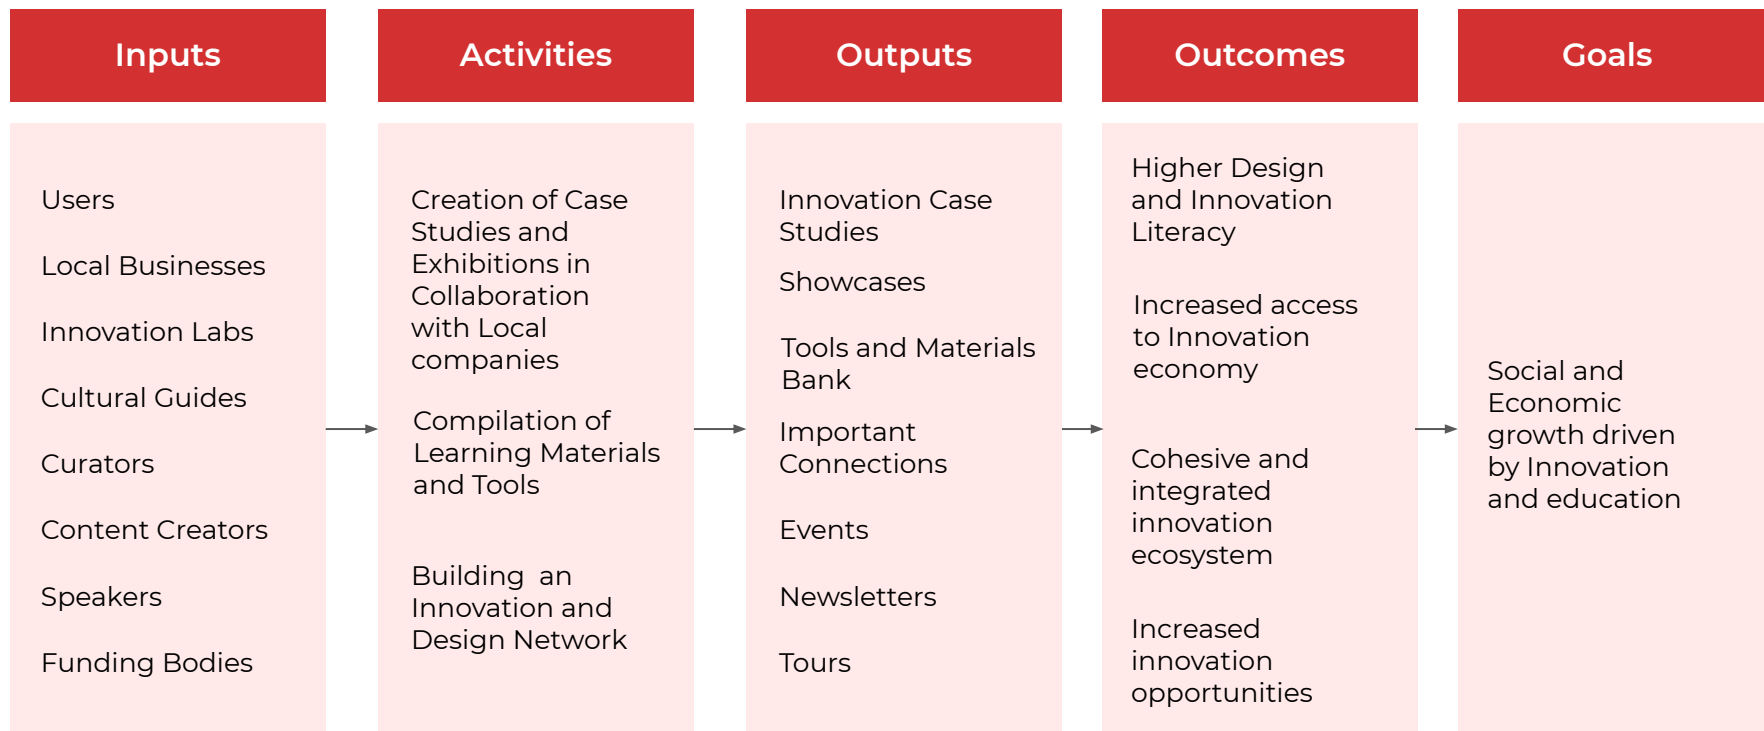 Inputs
Activities
Outputs
Outcomes
Goals
Users
Local Businesses
Innovation Labs
Cultural Guides
Curators
Content Creators
Speakers
Funding Bodies
Creation of Case
Studies and
Exhibitions in
Collaboration
with Local
companies
Compilation of
Learning Materials
and Tools
Building  an
Innovation and
Design Network
Innovation Case
Studies
Showcases
Tools and Materials
Bank
Important
Connections
Events
Newsletters
Tours
Higher Design
and Innovation
Literacy
Increased access
to Innovation
economy
Cohesive and
integrated
innovation
ecosystem
Increased
innovation
opportunities
Social and
Economic
growth driven
by Innovation
and education